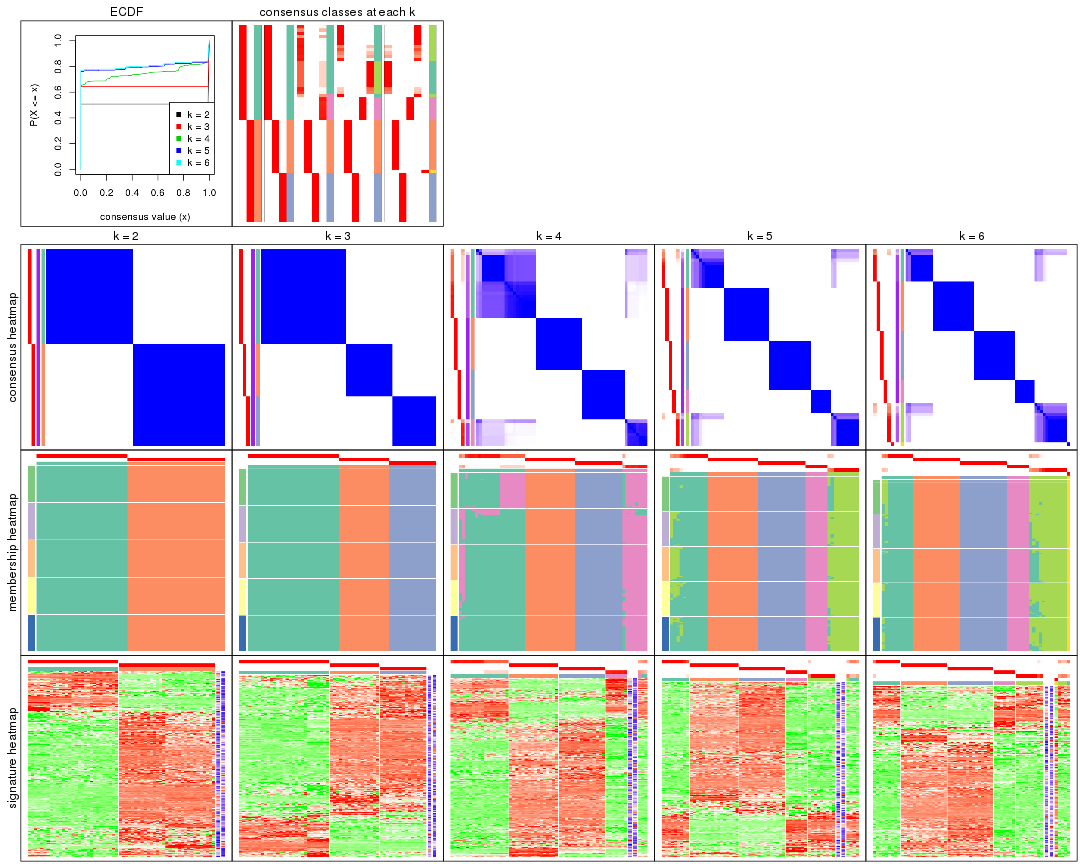 ECDF
consensus classes at each k
P(X <= x)
0.0 0.2 0.4 0.6 0.8 1.0
k = 2
k = 3
k = 4
k = 5
k = 6
0.0 0.2 0.4 0.6 0.8 1.0
consensus value (x)
k = 2
k = 3
k = 4
k = 5
k = 6
consensus heatmap
membership heatmap
signature heatmap